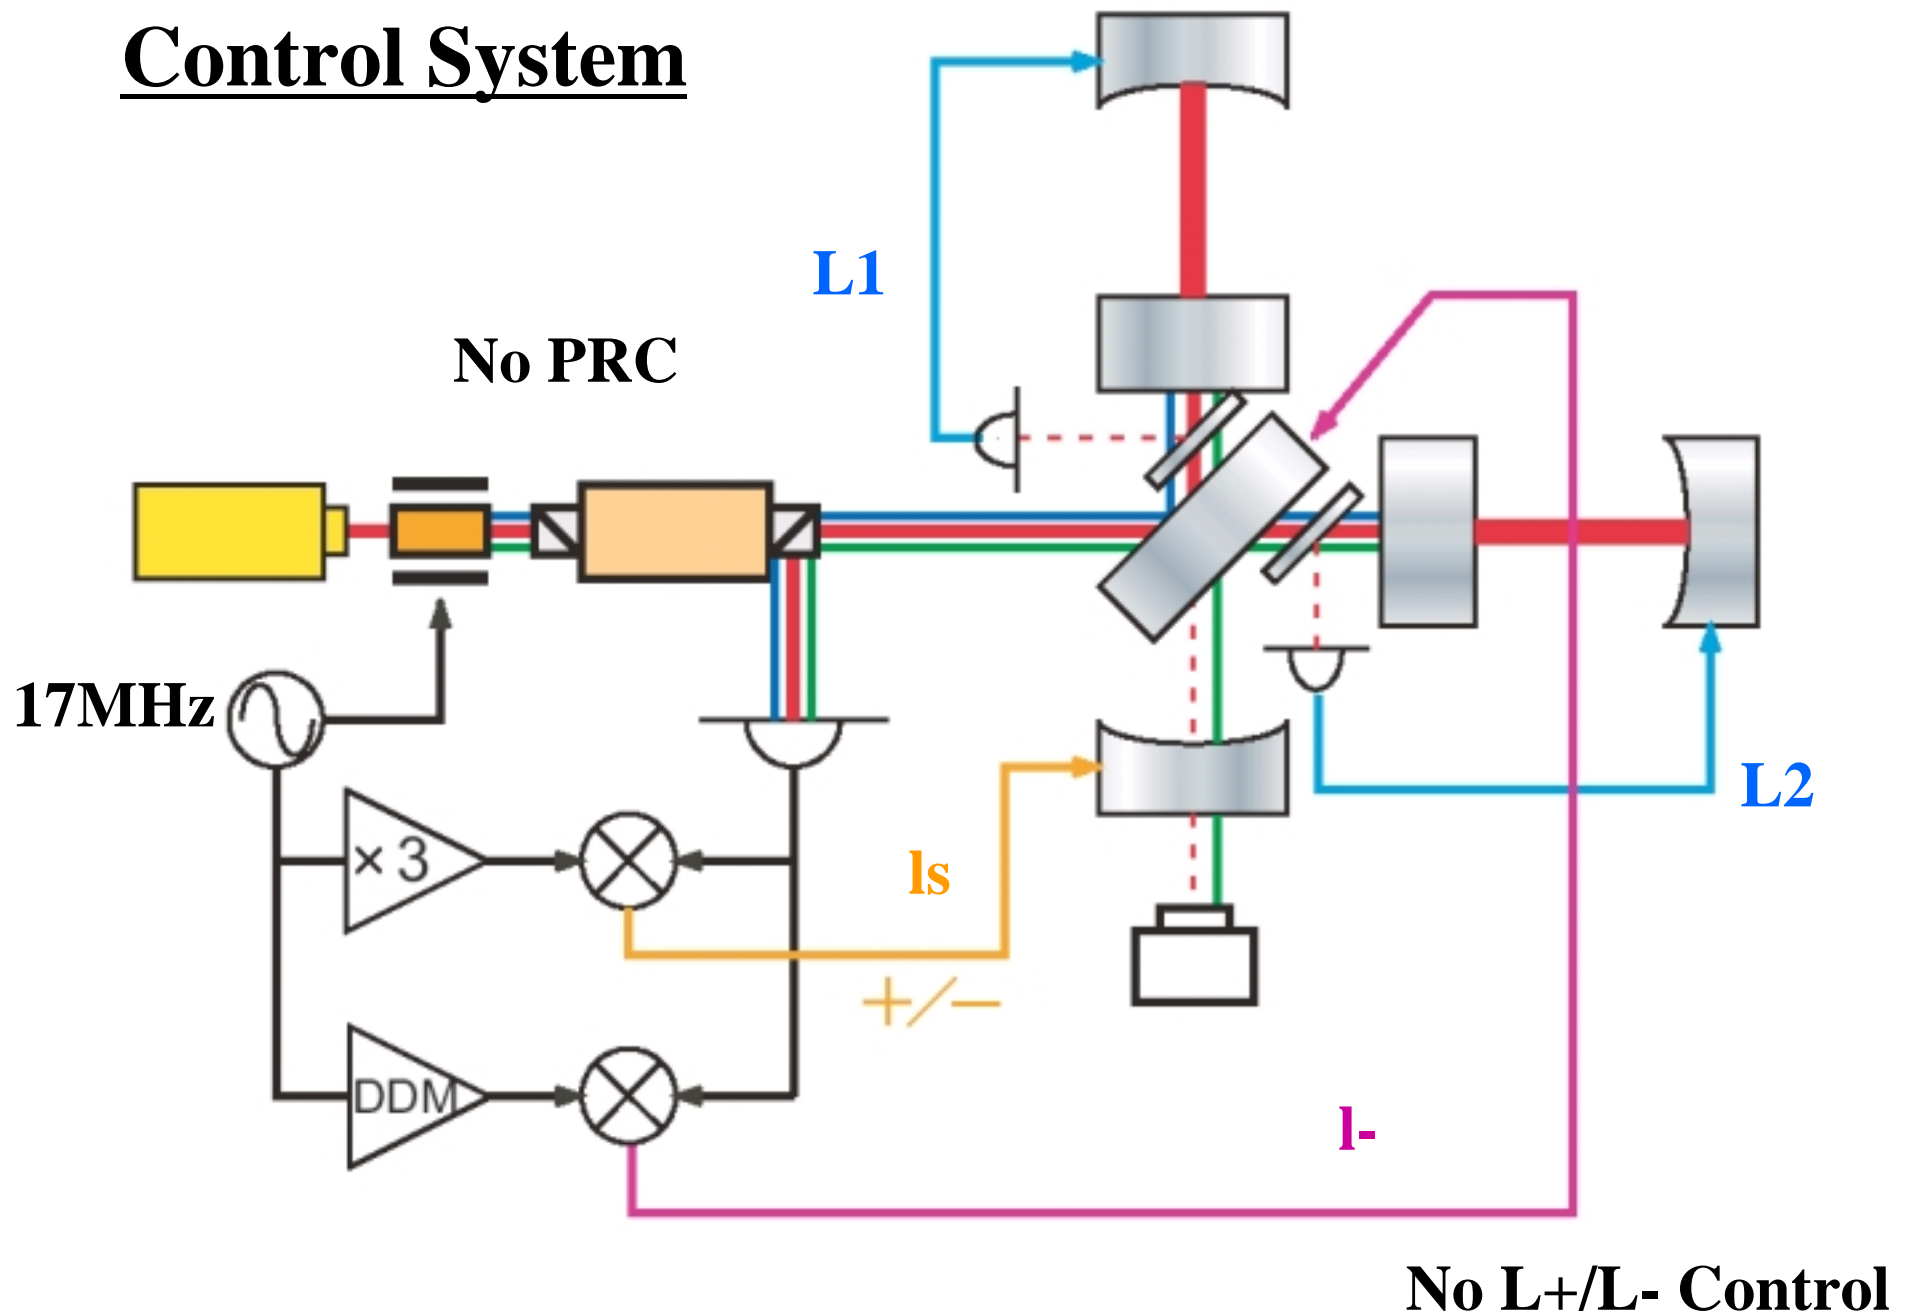 Control System
L1
No PRC
17MHz
L2
× 3
ls
+/−
DDM
l-
No L+/L- Control